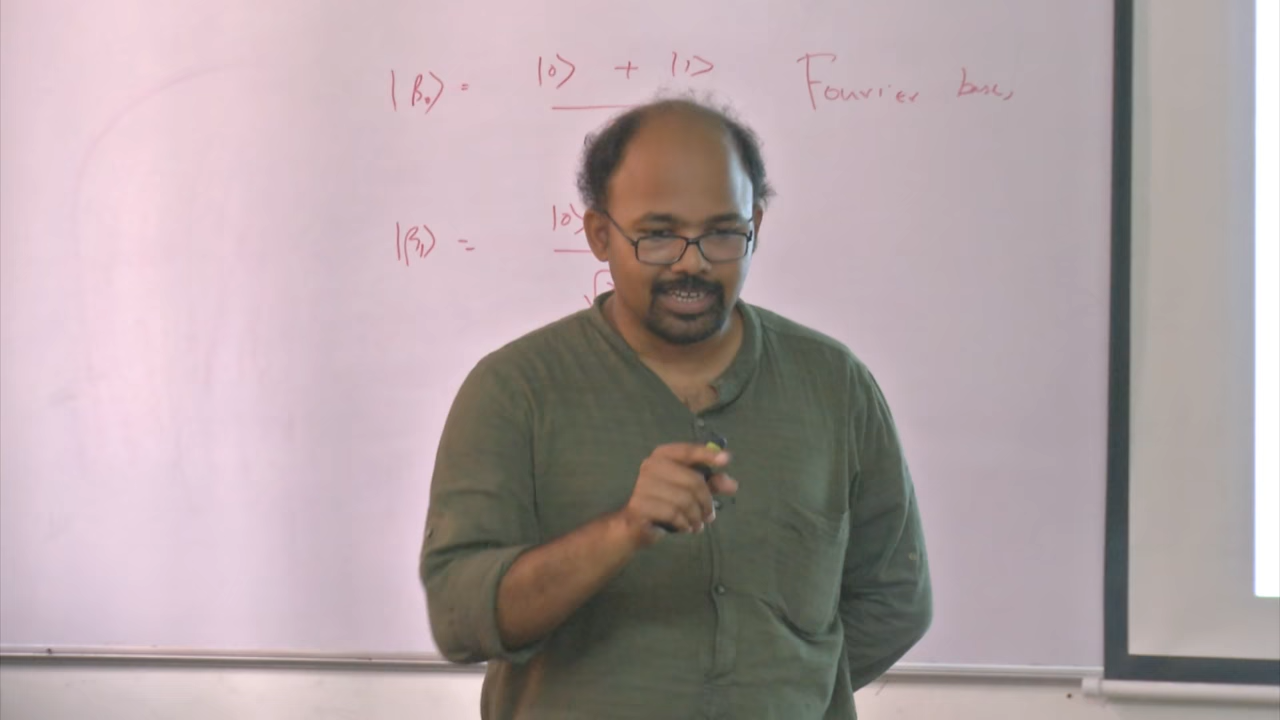 |β₀⟩ = |0⟩ + |1⟩ Fourier basis
|β₁⟩ = |0⟩
√